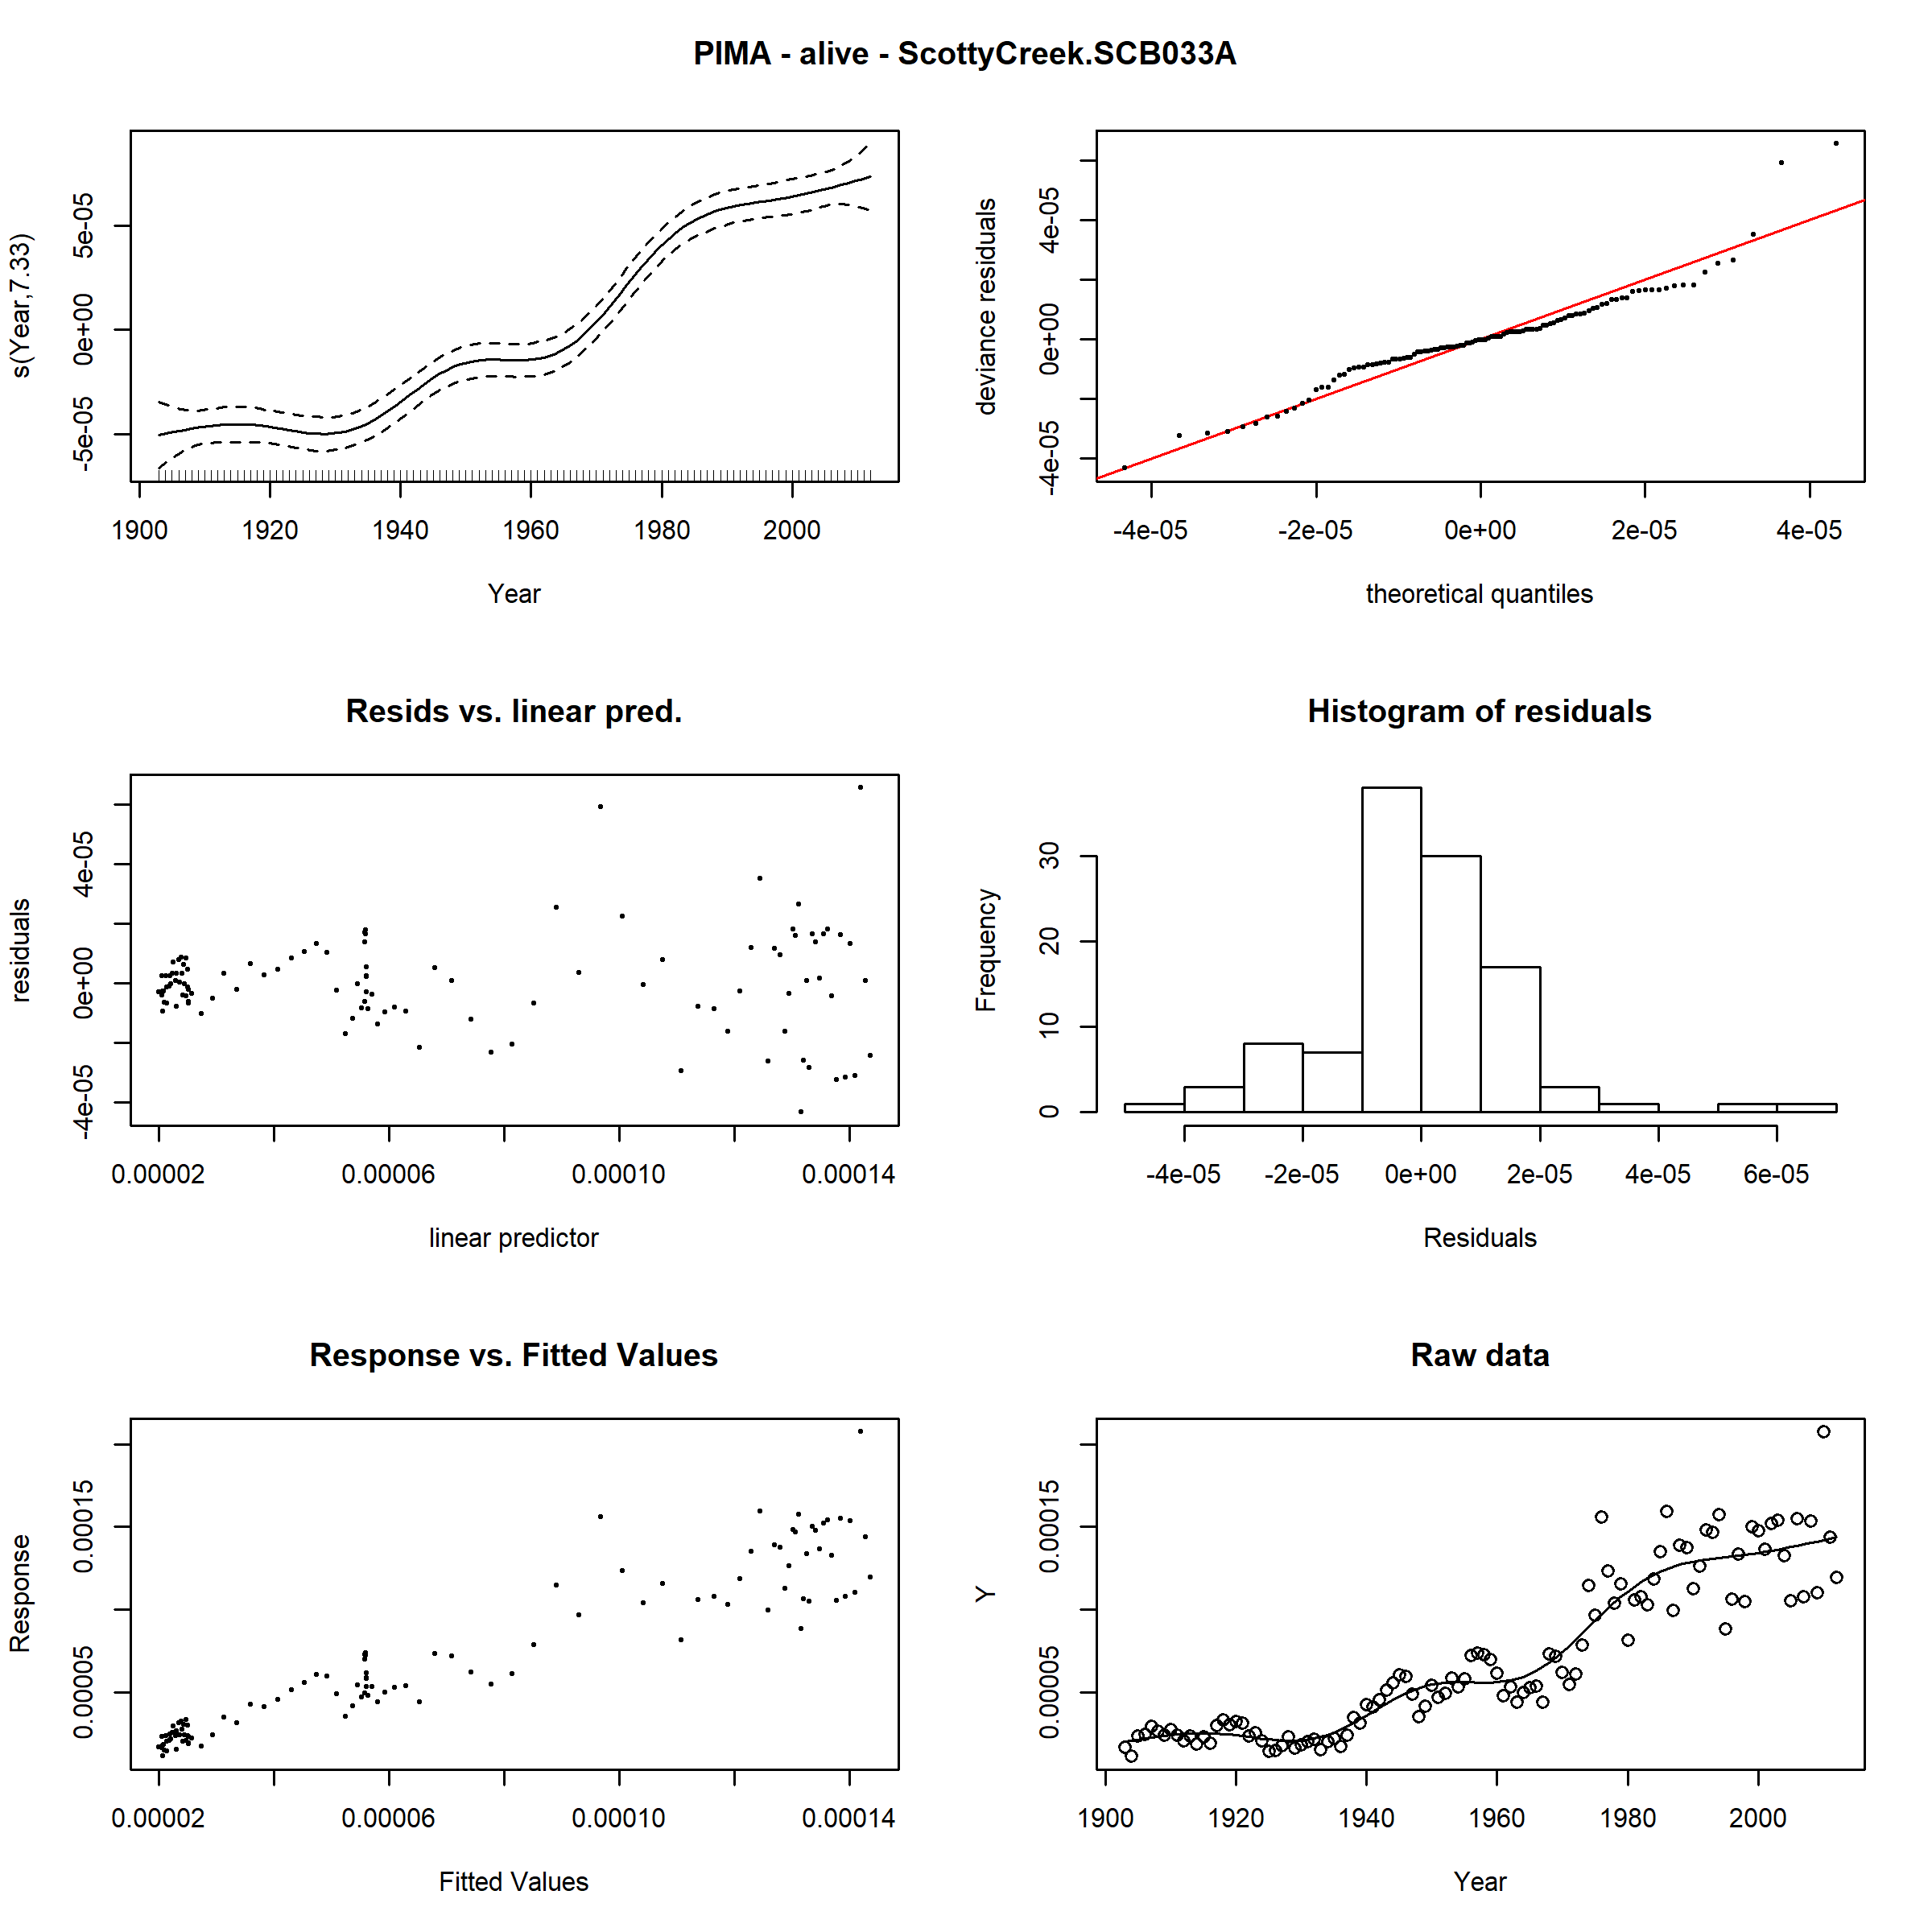 PIMA - alive - ScottyCreek.SCB033A
s(Year,7.33)
-5e-05 0e+00 5e-05
1900 1920 1940 1960 1980 2000
Year
deviance residuals
-4e-05 0e+00 4e-05
-4e-05 -2e-05 0e+00 2e-05 4e-05
theoretical quantiles
Resids vs. linear pred.
residuals
-4e-05 0e+00 4e-05
0.00002 0.00006 0.00010 0.00014
linear predictor
Histogram of residuals
Frequency
0 10 20 30
-4e-05 -2e-05 0e+00 2e-05 4e-05 6e-05
Residuals
Response vs. Fitted Values
Response
0.00005 0.00015
0.00002 0.00006 0.00010 0.00014
Fitted Values
Raw data
Y
0.00005 0.00015
1900 1920 1940 1960 1980 2000
Year